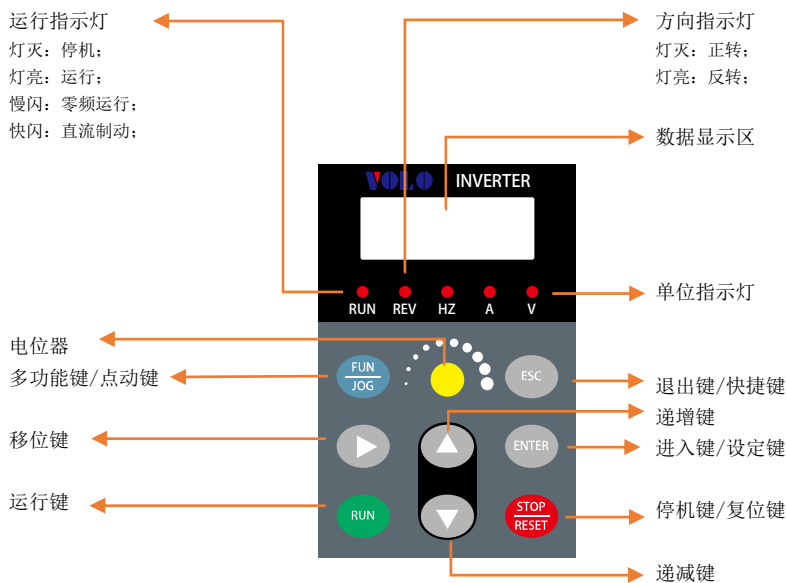 运行指示灯
灯灭：停机；
灯亮：运行；
慢闪：零频运行；
快闪：直流制动；
方向指示灯
灯灭：正转；
灯亮：反转；
数据显示区
VOLO INVERTER
RUN REV HZ A V
单位指示灯
电位器
多功能键/点动键
FUN
JOG
ESC
退出键/快捷键
递增键
移位键
ENTER
进入键/设定键
运行键
RUN
STOP
RESET
停机键/复位键
递减键